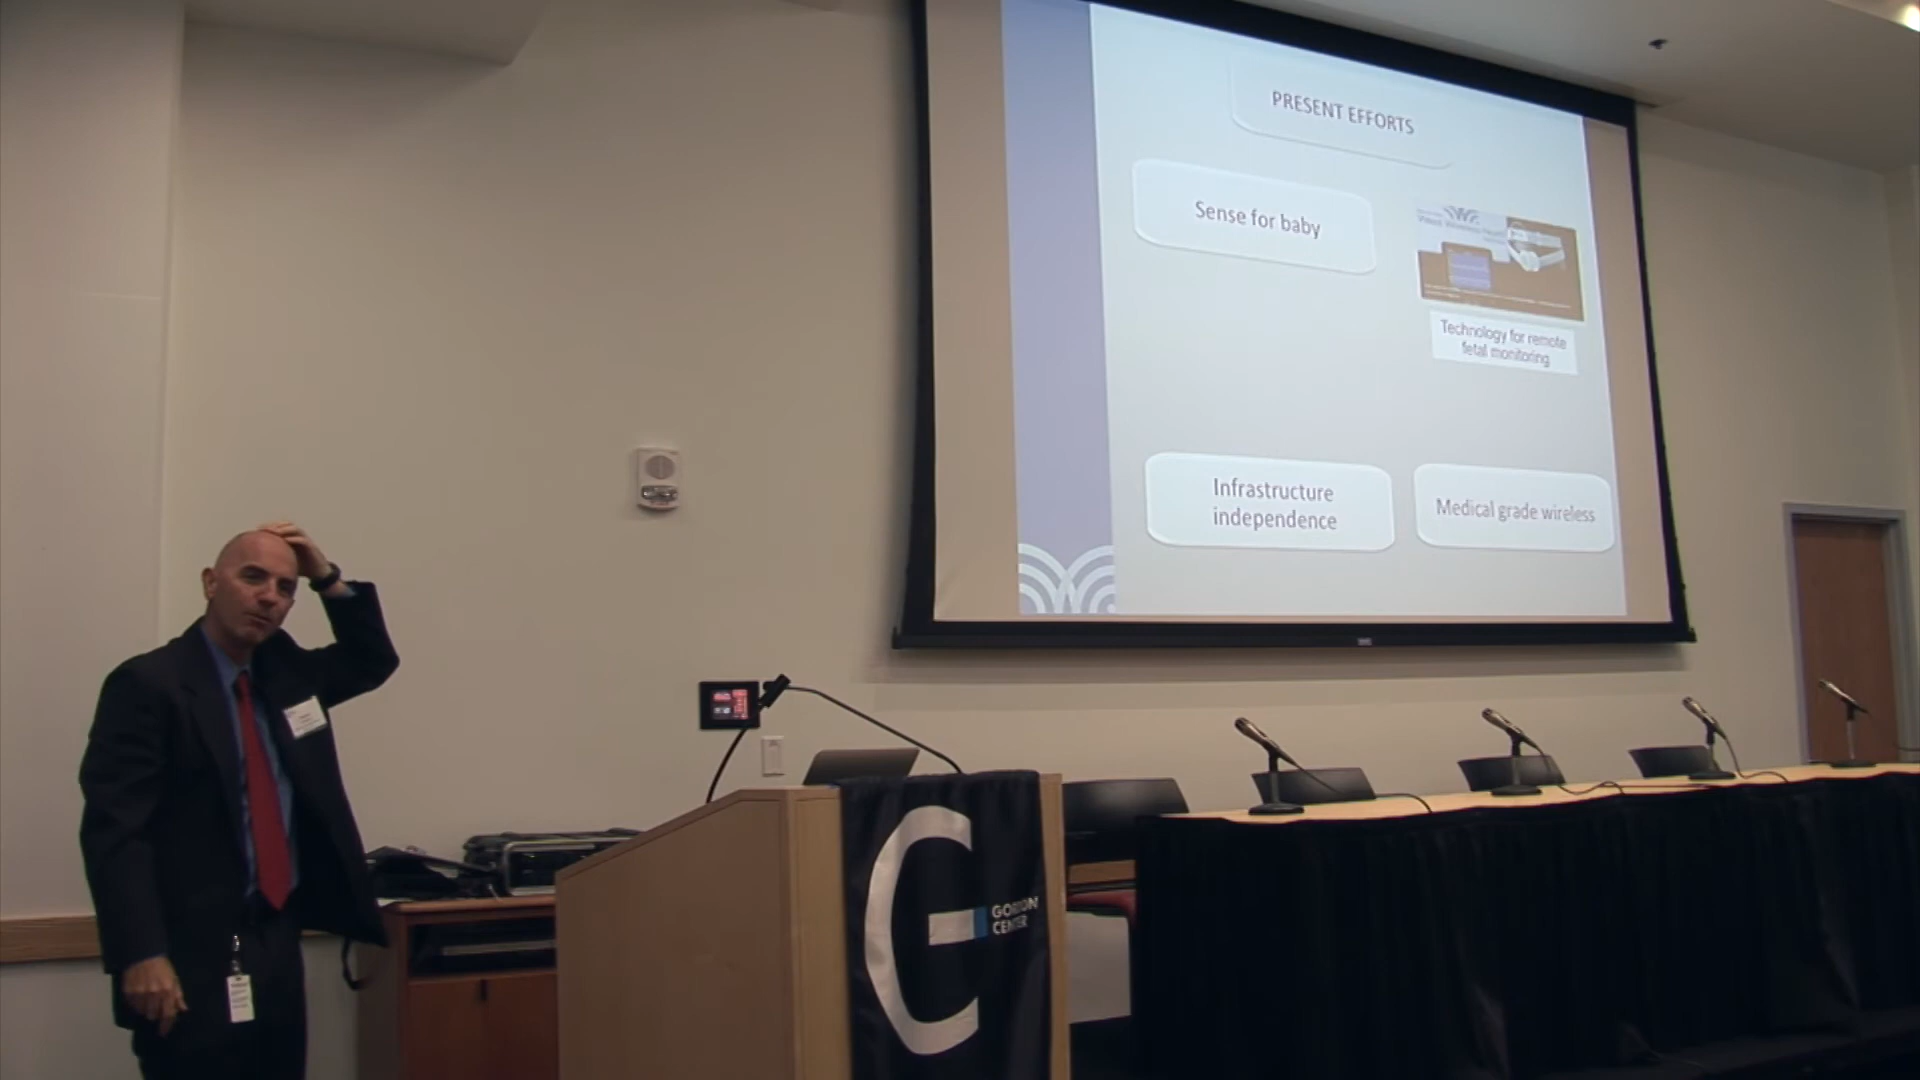 PRESENT EFFORTS
Sense for baby
Technology for remote
fetal monitoring
Infrastructure
independence
Medical grade wireless
GORDON
CENTER